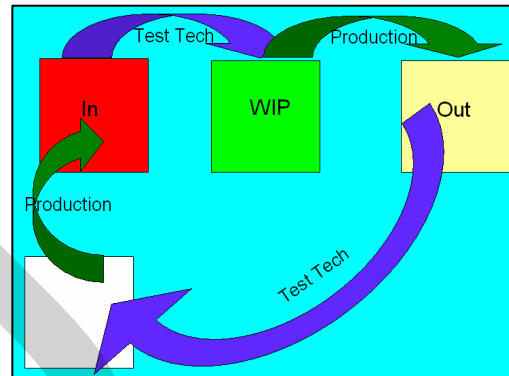 Test Tech
Production
In
WIP
Out
Production
Test Tech